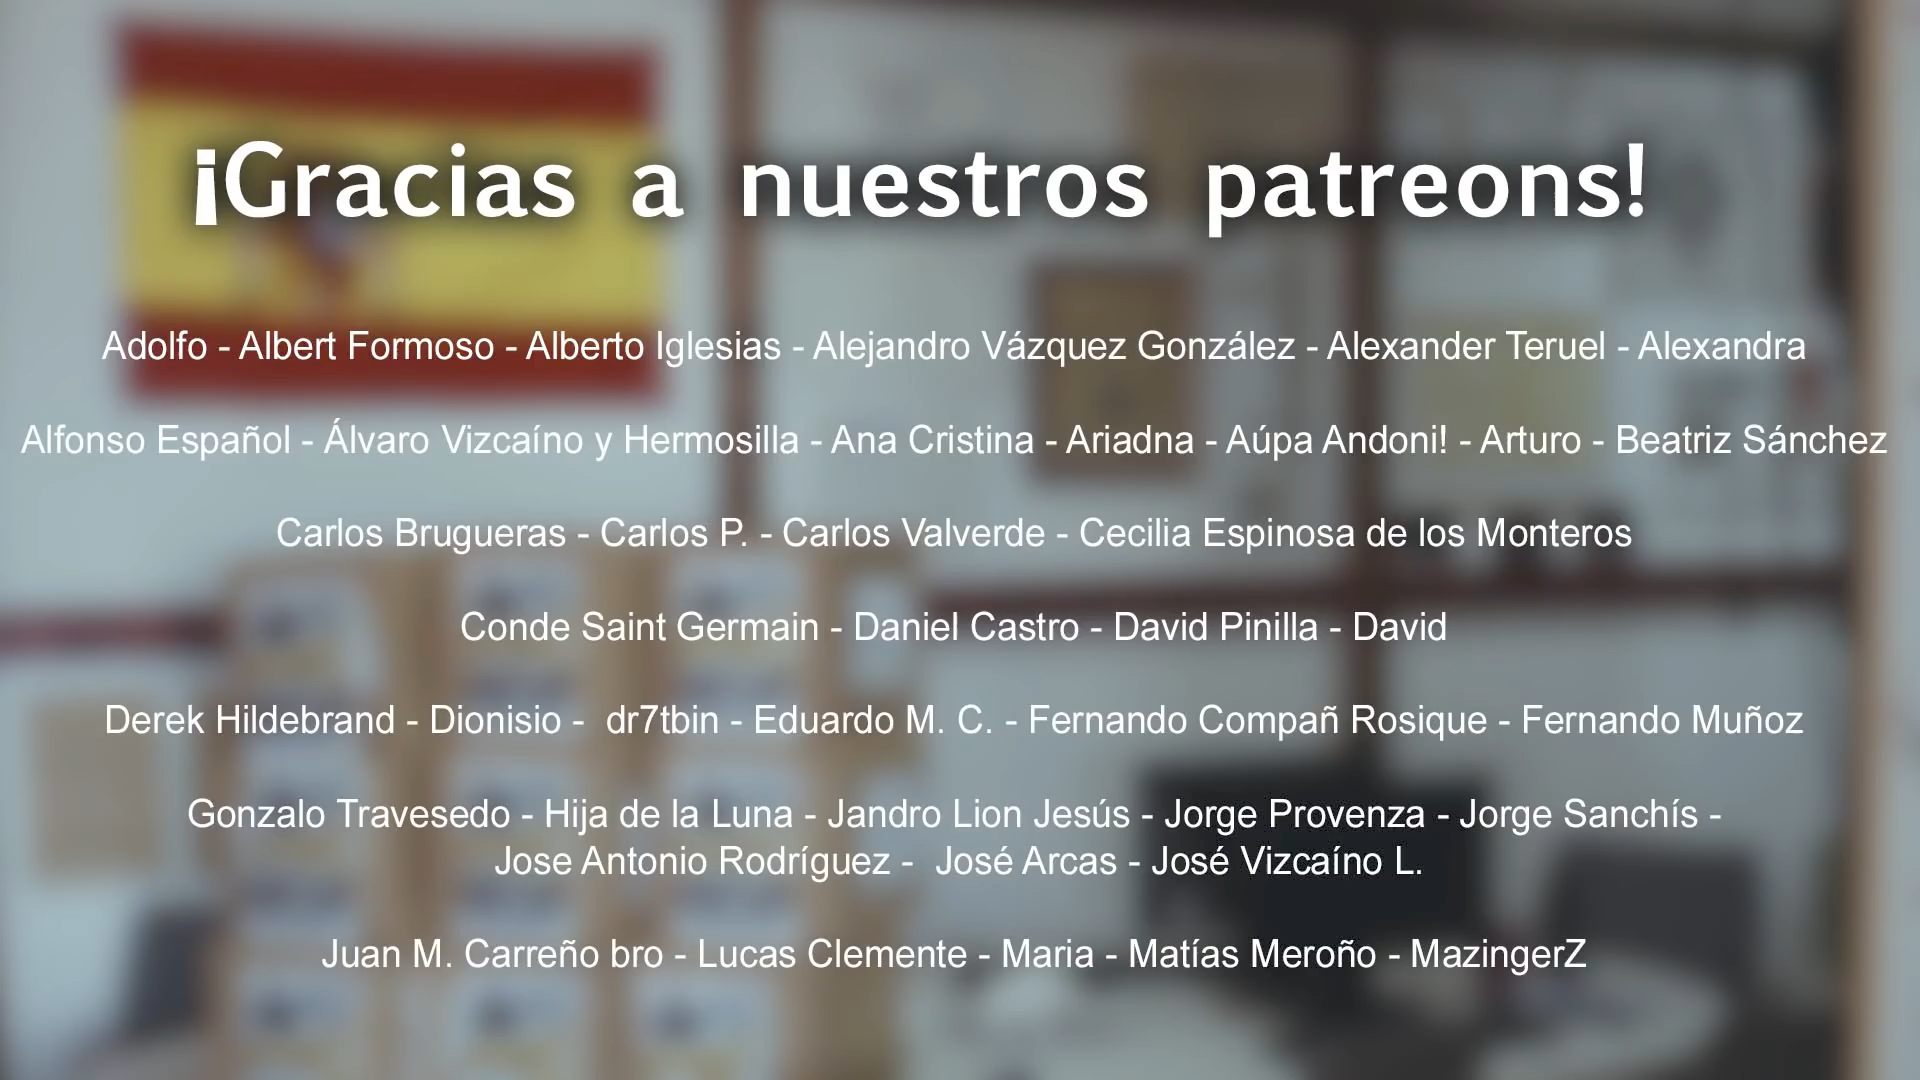 ¡Gracias a nuestros patreons!
Adolfo - Albert Formoso - Alberto Iglesias - Alejandro Vázquez González - Alexander Teruel - Alexandra
Alfonso Español - Álvaro Vizcaíno y Hermosilla - Ana Cristina - Ariadna - Aúpa Andoni! - Arturo - Beatriz Sánchez
Carlos Brugueras - Carlos P. - Carlos Valverde - Cecilia Espinosa de los Monteros
Conde Saint Germain - Daniel Castro - David Pinilla - David
Derek Hildebrand - Dionisio -  dr7tbin - Eduardo M. C. - Fernando Compañ Rosique - Fernando Muñoz
Gonzalo Travesedo - Hija de la Luna - Jandro Lion Jesús - Jorge Provenza - Jorge Sanchís -
Jose Antonio Rodríguez -  José Arcas - José Vizcaíno L.
Juan M. Carreño bro - Lucas Clemente - Maria - Matías Meroño - MazingerZ